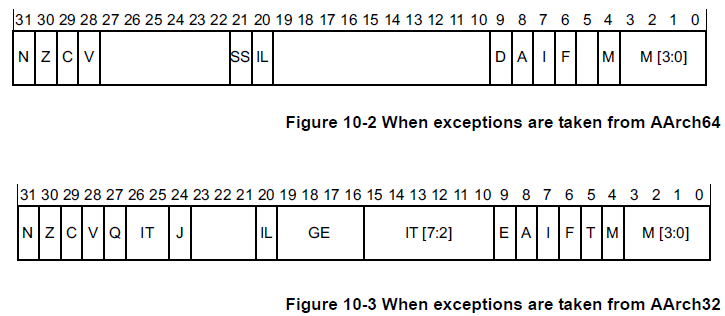 31 30 29 28 27 26 25 24 23 22 21 20 19 18 17 16 15 14 13 12 11 10 9 8 7 6 5 4 3 2 1 0
N Z C V SS IL D A I F M M [3:0]
Figure 10-2 When exceptions are taken from AArch64
31 30 29 28 27 26 25 24 23 22 21 20 19 18 17 16 15 14 13 12 11 10 9 8 7 6 5 4 3 2 1 0
N Z C V Q IT J IL GE IT [7:2] E A I F T M M [3:0]
Figure 10-3 When exceptions are taken from AArch32